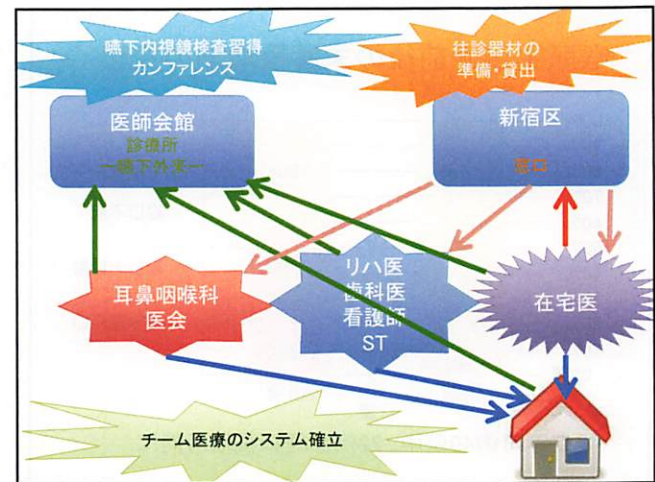 嚥下内視鏡検査習得
カンファレンス
往診器材の
準備・貸出
医師会館
診療所
ー嚥下外来ー
新宿区
窓口
耳鼻咽喉科
医会
リハ医
歯科医
看護師
ST
在宅医
チーム医療のシステム確立